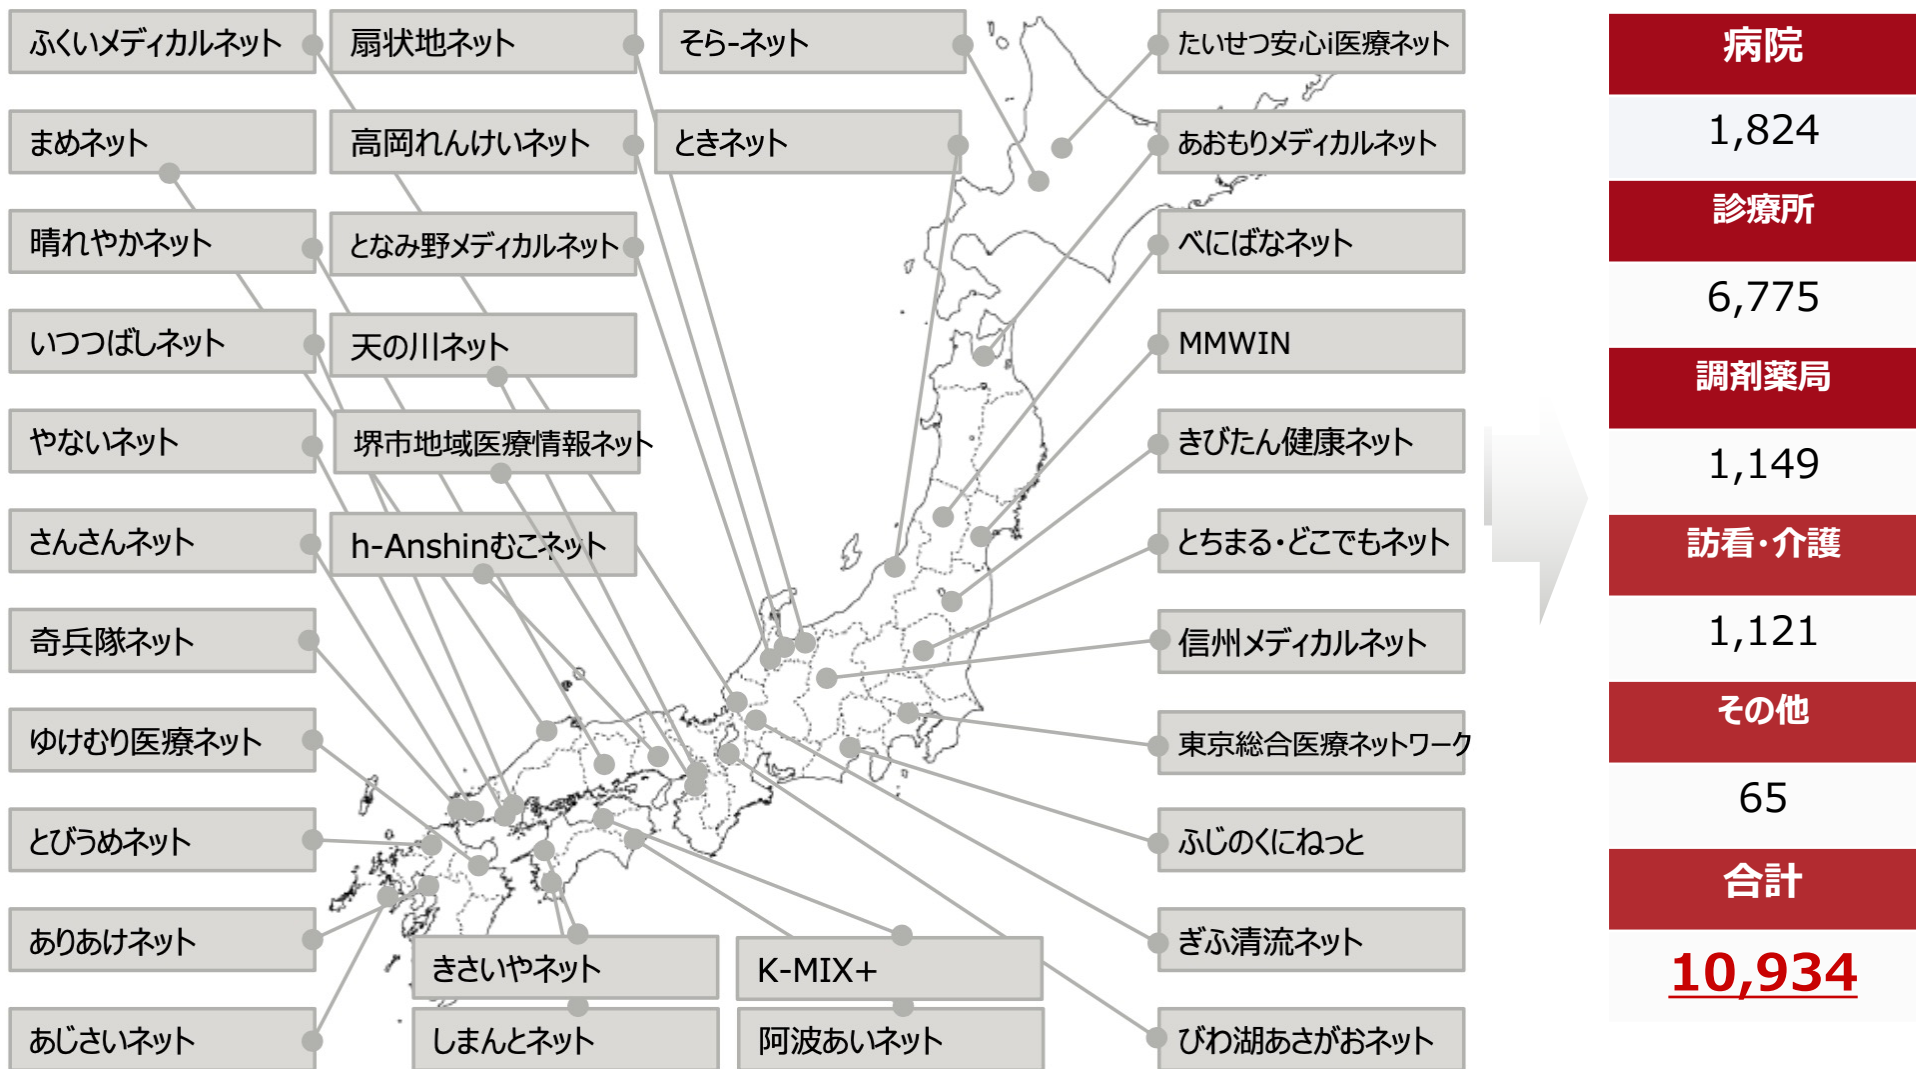 ふくいメディカルネット
扇状地ネット
そら-ネット
たいせつ安心i医療ネット
まめネット
高岡れんけいネット
ときネット
あおもりメディカルネット
晴れやかネット
となみ野メディカルネット
べにばなネット
いつつばしネット
天の川ネット
MMWIN
やないネット
堺市地域医療情報ネット
きびたん健康ネット
さんさんネット
h-Anshinむこネット
とちまる・どこでもネット
奇兵隊ネット
信州メディカルネット
ゆけむり医療ネット
東京総合医療ネットワーク
とびうめネット
ふじのくにねっと
ありあけネット
きさいやネット
K-MIX+
ぎふ清流ネット
あじさいネット
しまんとネット
阿波あいネット
びわ湖あさがおネット
病院
1,824
診療所
6,775
調剤薬局
1,149
訪看・介護
1,121
その他
65
合計
10,934